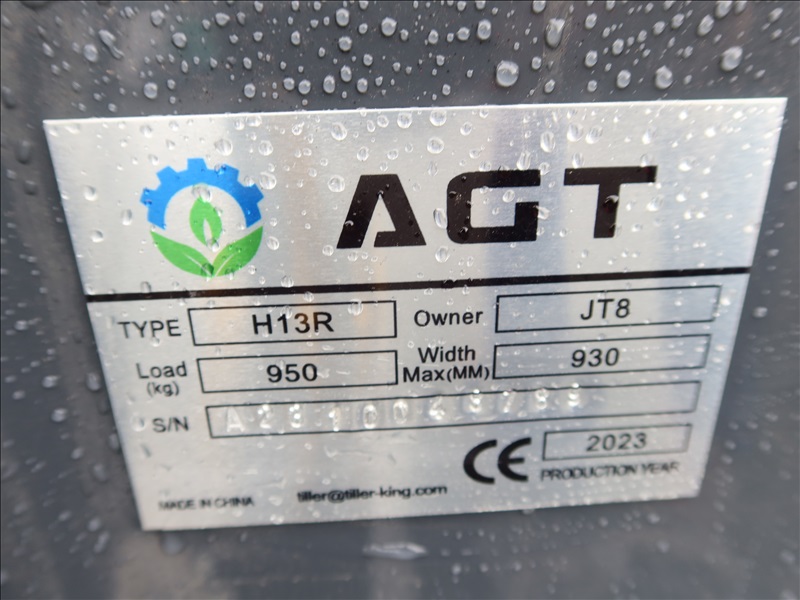 AGT
TYPE H13R Owner JT8
Load (kg) 950 Width Max(MM) 930
S/N
2023
PRODUCTION YEAR
CE
MADE IN CHINA tiller@tiller-king.com